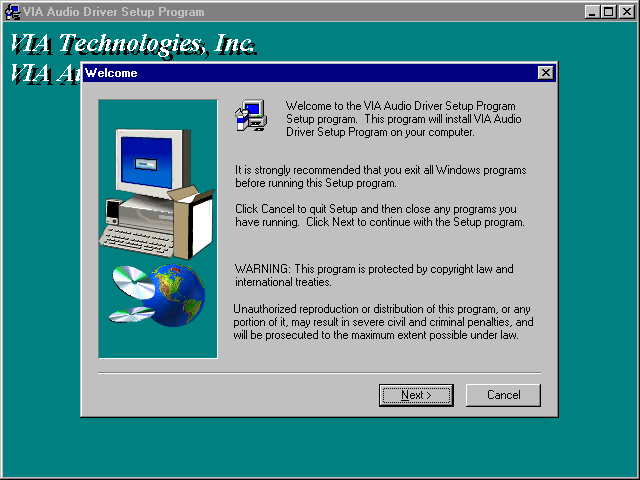 VIA Audio Driver Setup Program
VIA Technologies, Inc.
VIA Au
Welcome
Welcome to the VIA Audio Driver Setup Program
Setup program.  This program will install VIA Audio
Driver Setup Program on your computer.
It is strongly recommended that you exit all Windows programs
before running this Setup program.
Click Cancel to quit Setup and then close any programs you
have running.  Click Next to continue with the Setup program.
WARNING: This program is protected by copyright law and
international treaties.
Unauthorized reproduction or distribution of this program, or any
portion of it, may result in severe civil and criminal penalties, and
will be prosecuted to the maximum extent possible under law.
Next >
Cancel